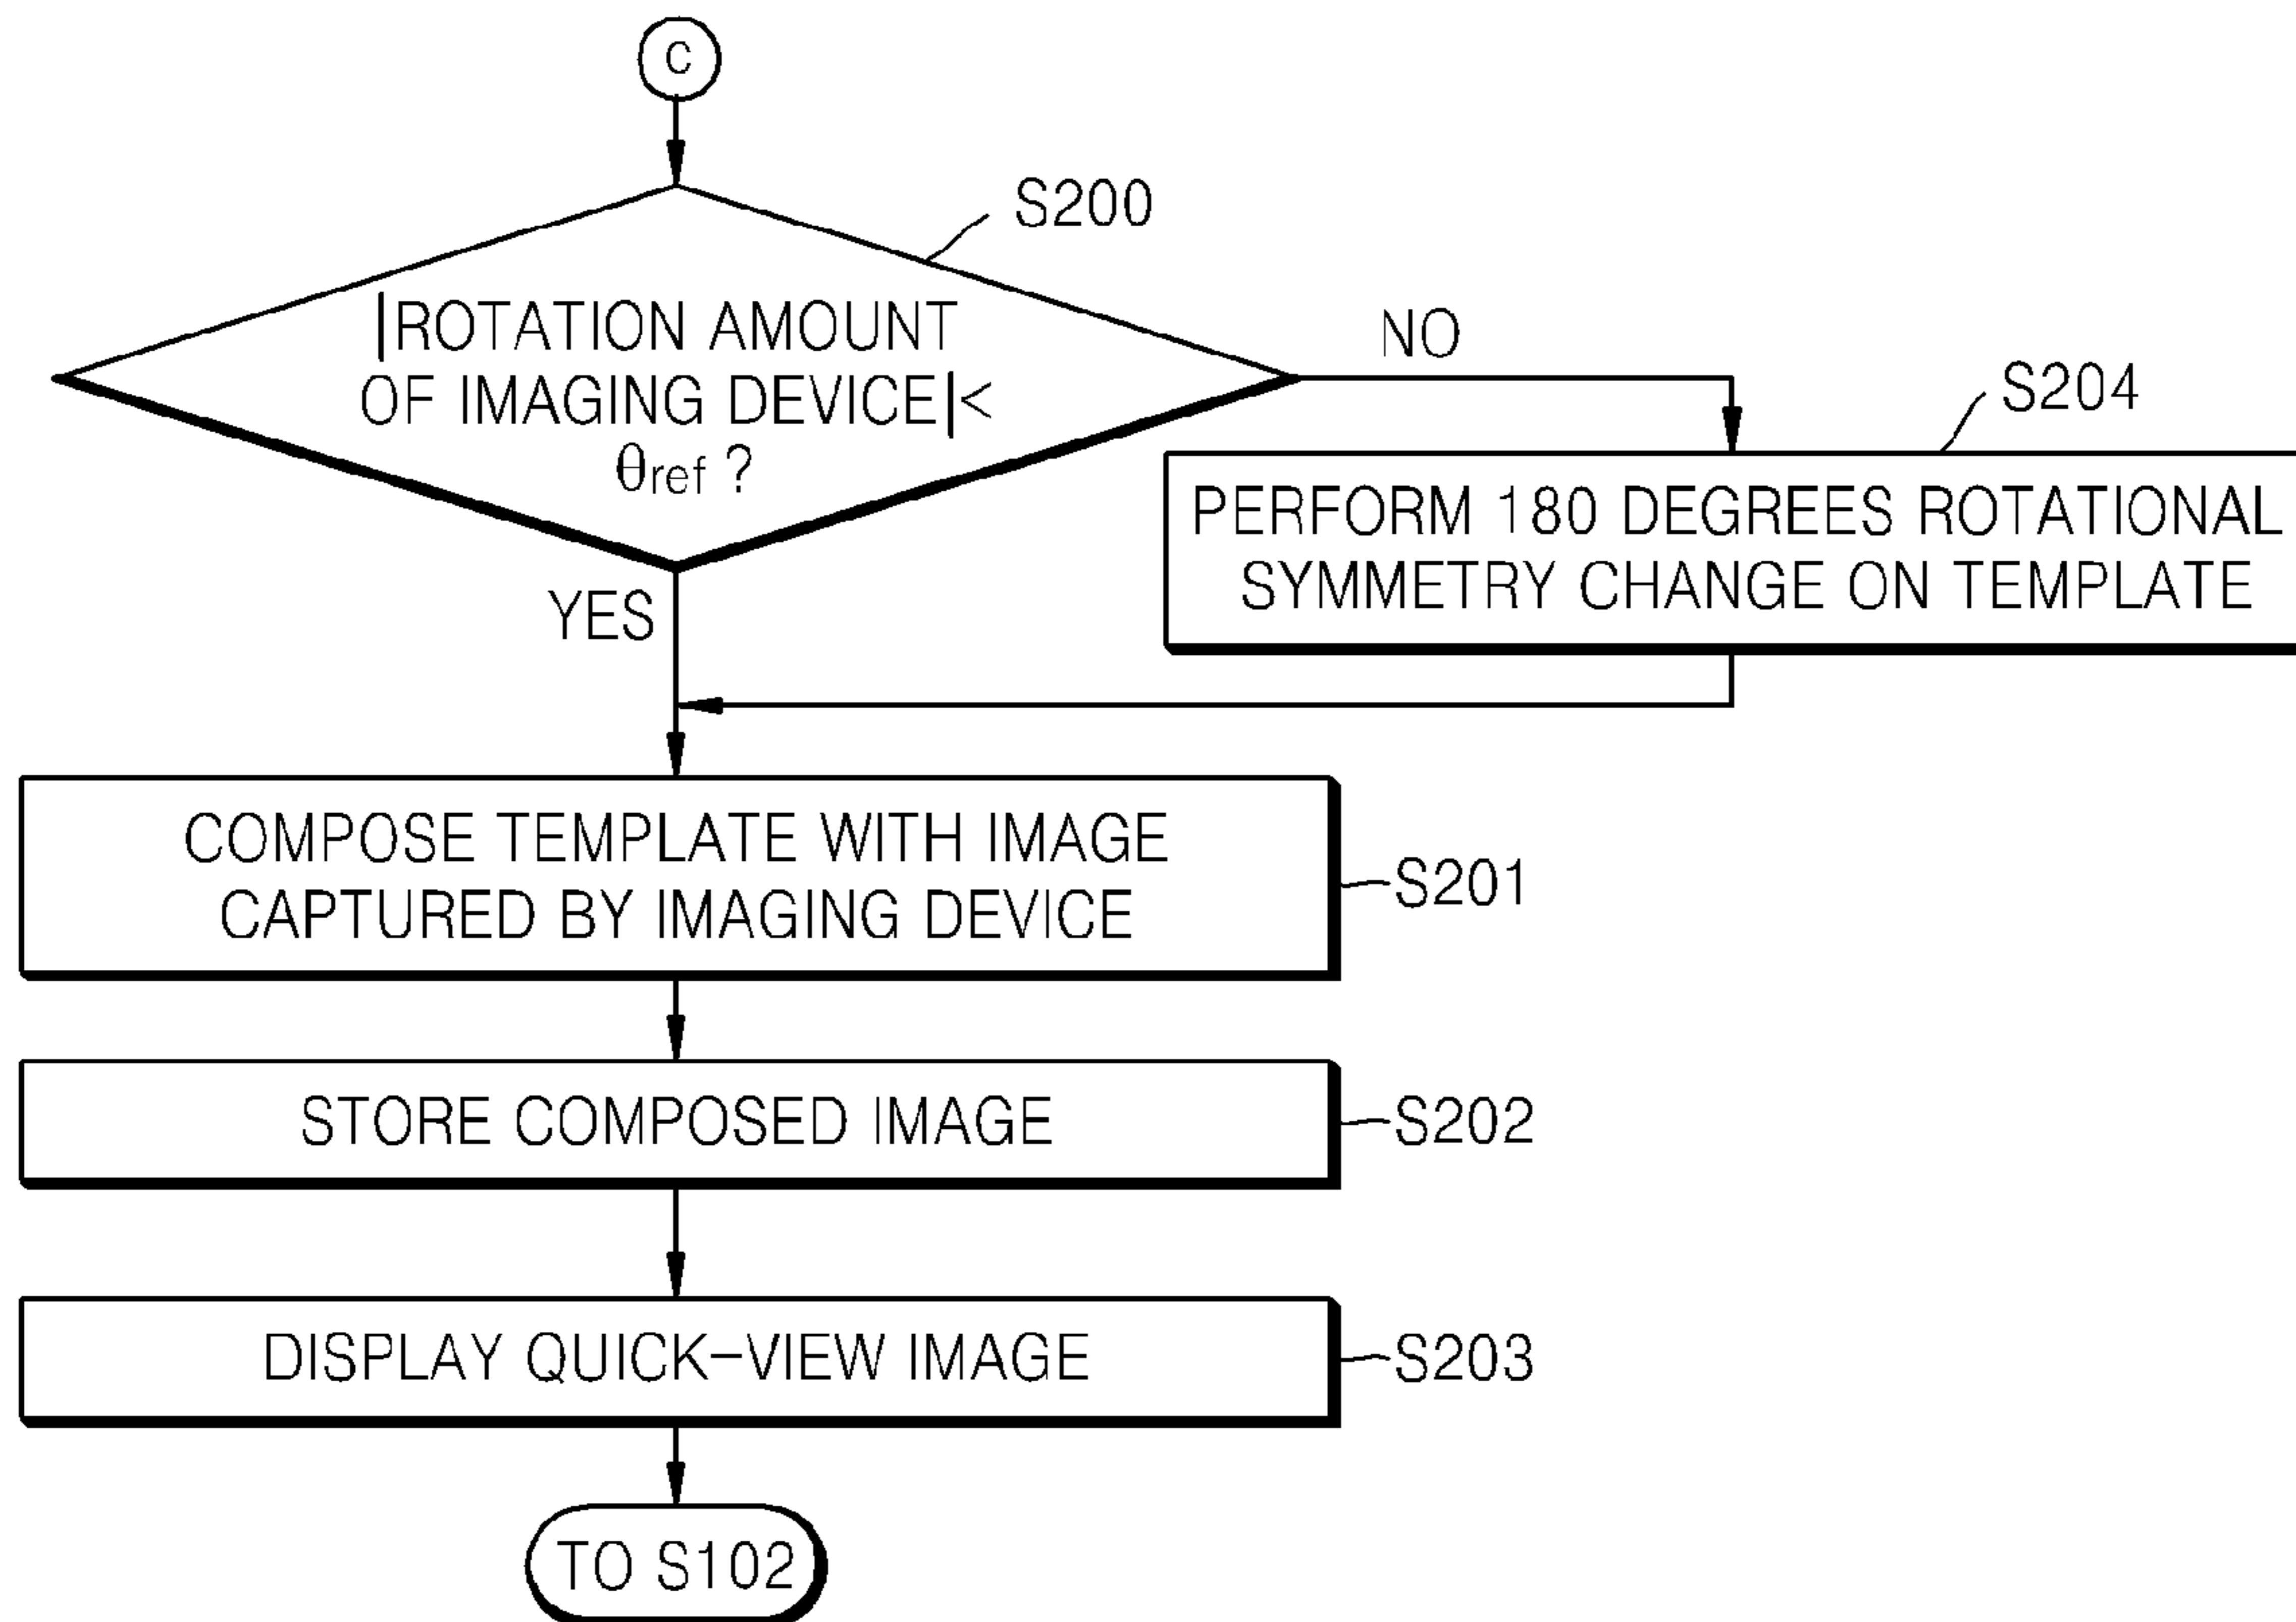 C
S200
|ROTATION AMOUNT
OF IMAGING DEVICE|<
θref ?
NO
S204
PERFORM 180 DEGREES ROTATIONAL
SYMMETRY CHANGE ON TEMPLATE
YES
COMPOSE TEMPLATE WITH IMAGE
CAPTURED BY IMAGING DEVICE
S201
STORE COMPOSED IMAGE
S202
DISPLAY QUICK-VIEW IMAGE
S203
TO S102